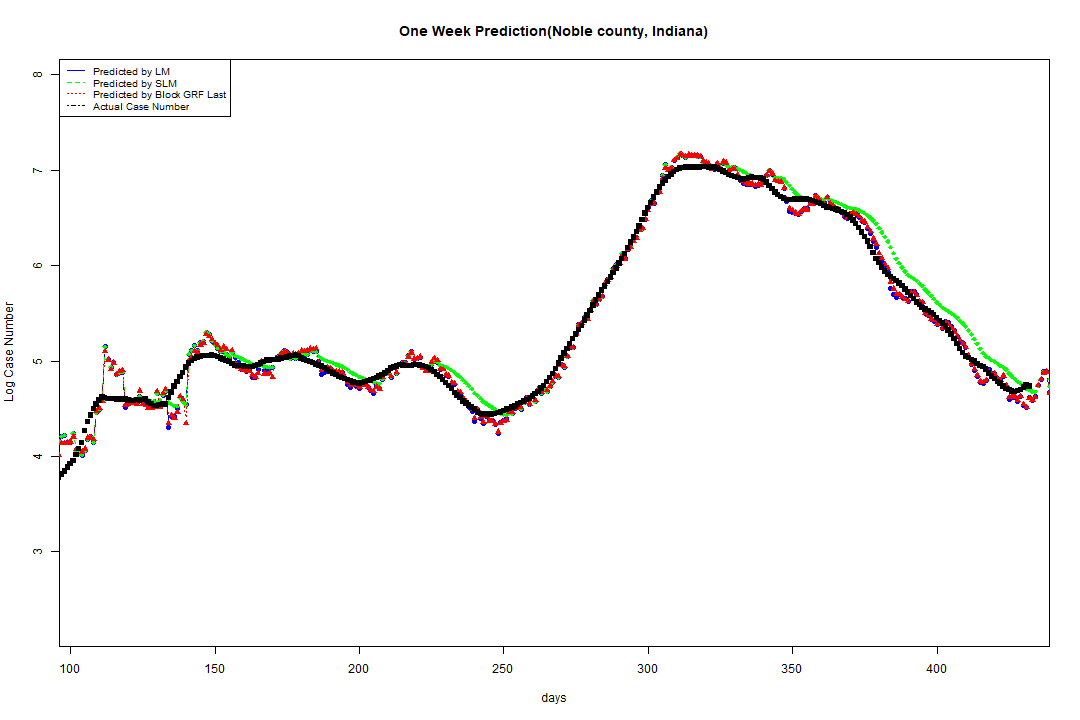 One Week Prediction(Noble county, Indiana)
Predicted by LM
Predicted by SLM
Predicted by Block GRF Last
Actual Case Number
8
7
6
5
4
3
Log Case Number
100 150 200 250 300 350 400
days